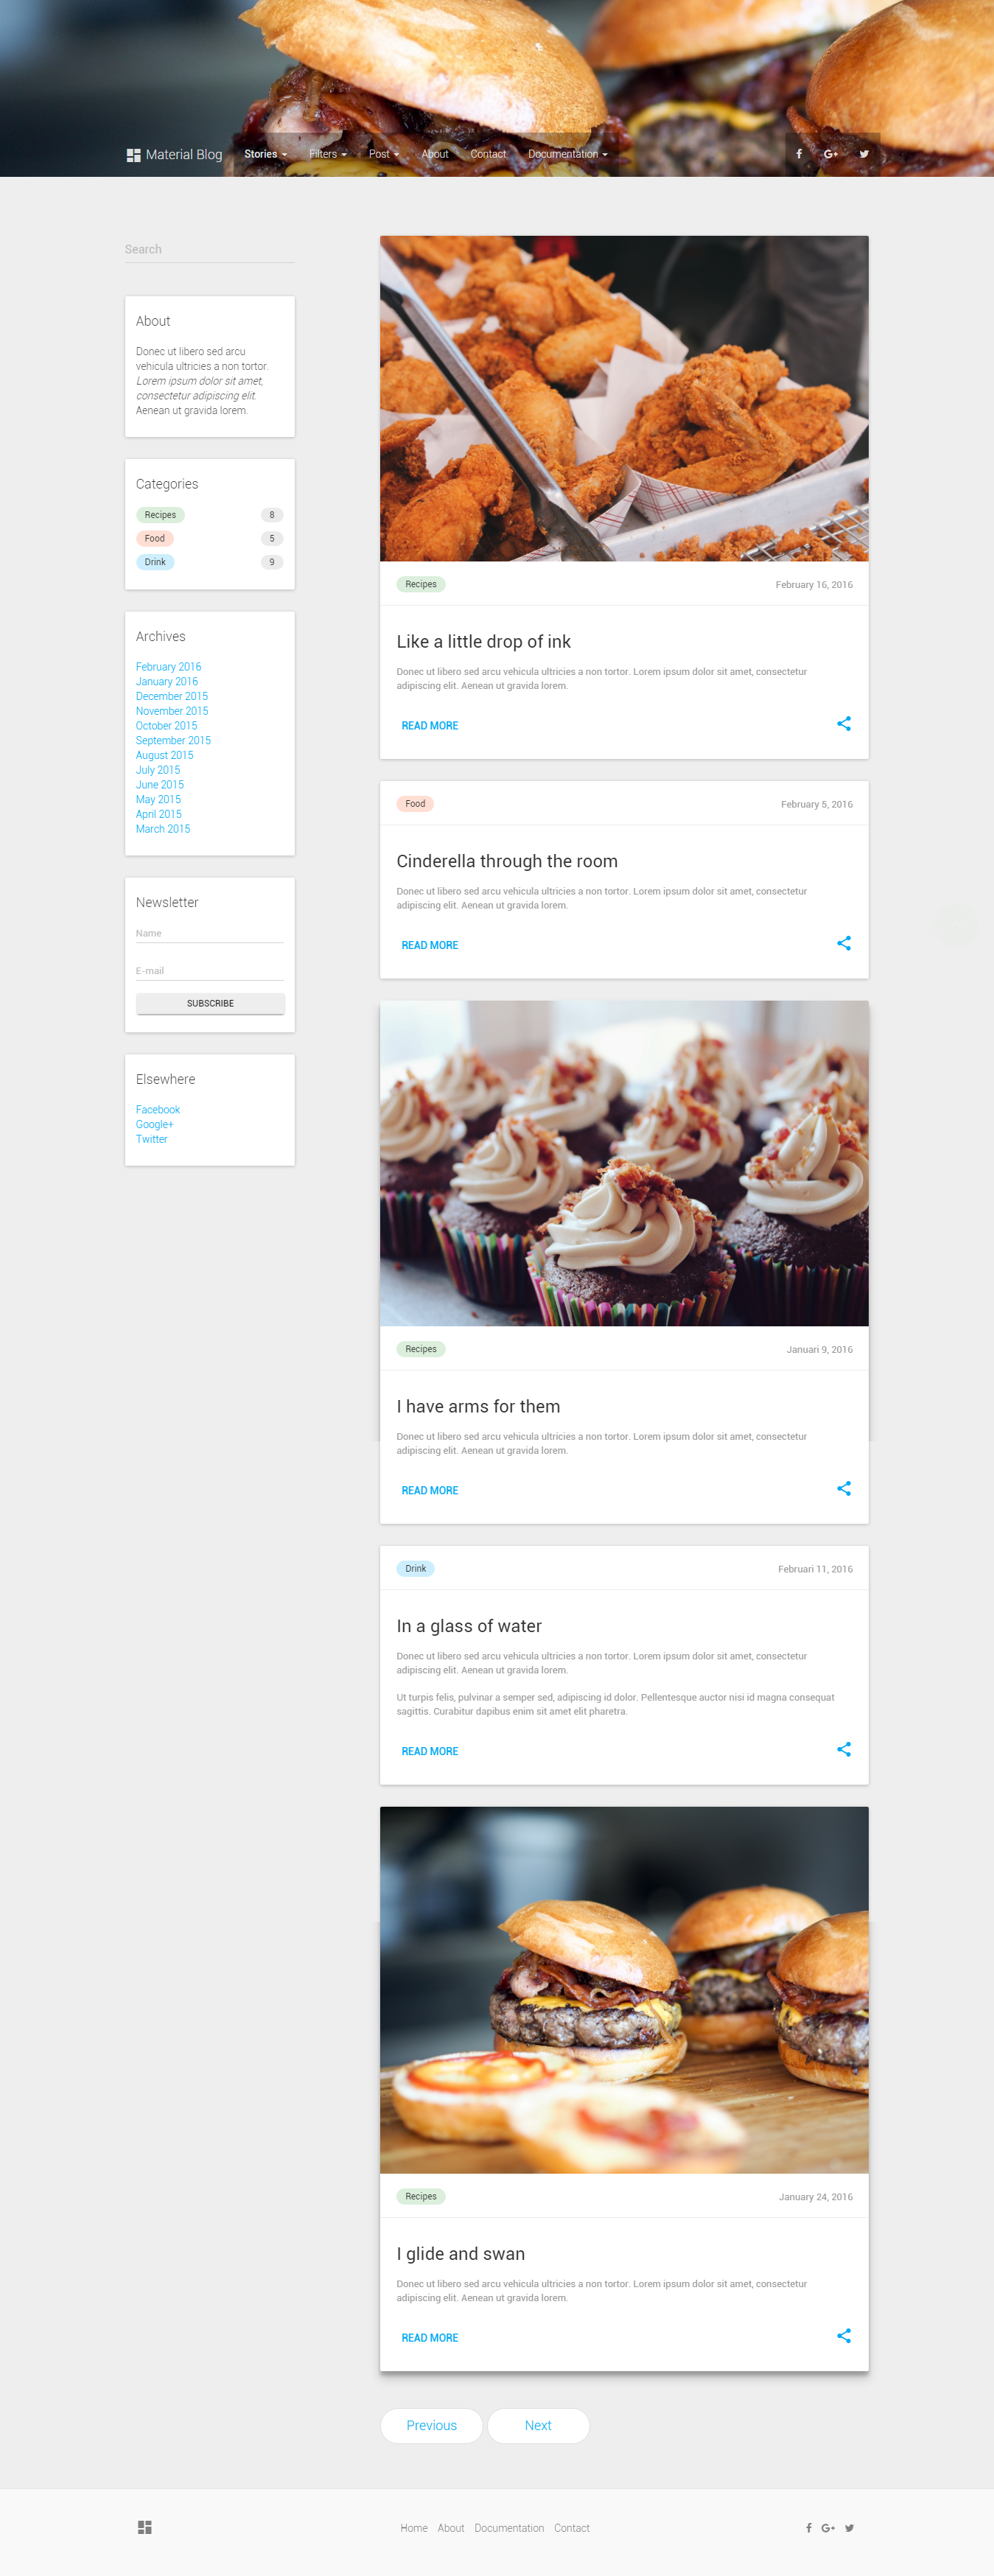 Material Blog Stories Filters Post About Contact Documentation
Search
About
Donec ut libero sed arcu
vehicula ultricies a non tortor.
Lorem ipsum dolor sit amet,
consectetur adipiscing elit.
Aenean ut gravida lorem.
Categories
Recipes 8
Food 5
Drink 9
Archives
February 2016
January 2016
December 2015
November 2015
October 2015
September 2015
August 2015
July 2015
June 2015
May 2015
April 2015
March 2015
Newsletter
Name
E-mail
SUBSCRIBE
Elsewhere
Facebook
Google+
Twitter
Recipes February 16, 2016
Like a little drop of ink
Donec ut libero sed arcu vehicula ultricies a non tortor. Lorem ipsum dolor sit amet, consectetur
adipiscing elit. Aenean ut gravida lorem.
READ MORE
Food February 5, 2016
Cinderella through the room
Donec ut libero sed arcu vehicula ultricies a non tortor. Lorem ipsum dolor sit amet, consectetur
adipiscing elit. Aenean ut gravida lorem.
READ MORE
Recipes Januari 9, 2016
I have arms for them
Donec ut libero sed arcu vehicula ultricies a non tortor. Lorem ipsum dolor sit amet, consectetur
adipiscing elit. Aenean ut gravida lorem.
READ MORE
Drink Februari 11, 2016
In a glass of water
Donec ut libero sed arcu vehicula ultricies a non tortor. Lorem ipsum dolor sit amet, consectetur
adipiscing elit. Aenean ut gravida lorem.
Ut turpis felis, pulvinar a semper sed, adipiscing id dolor. Pellentesque auctor nisi id magna consequat
sagittis. Curabitur dapibus enim sit amet elit pharetra.
READ MORE
Recipes January 24, 2016
I glide and swan
Donec ut libero sed arcu vehicula ultricies a non tortor. Lorem ipsum dolor sit amet, consectetur
adipiscing elit. Aenean ut gravida lorem.
READ MORE
Previous Next
Home About Documentation Contact